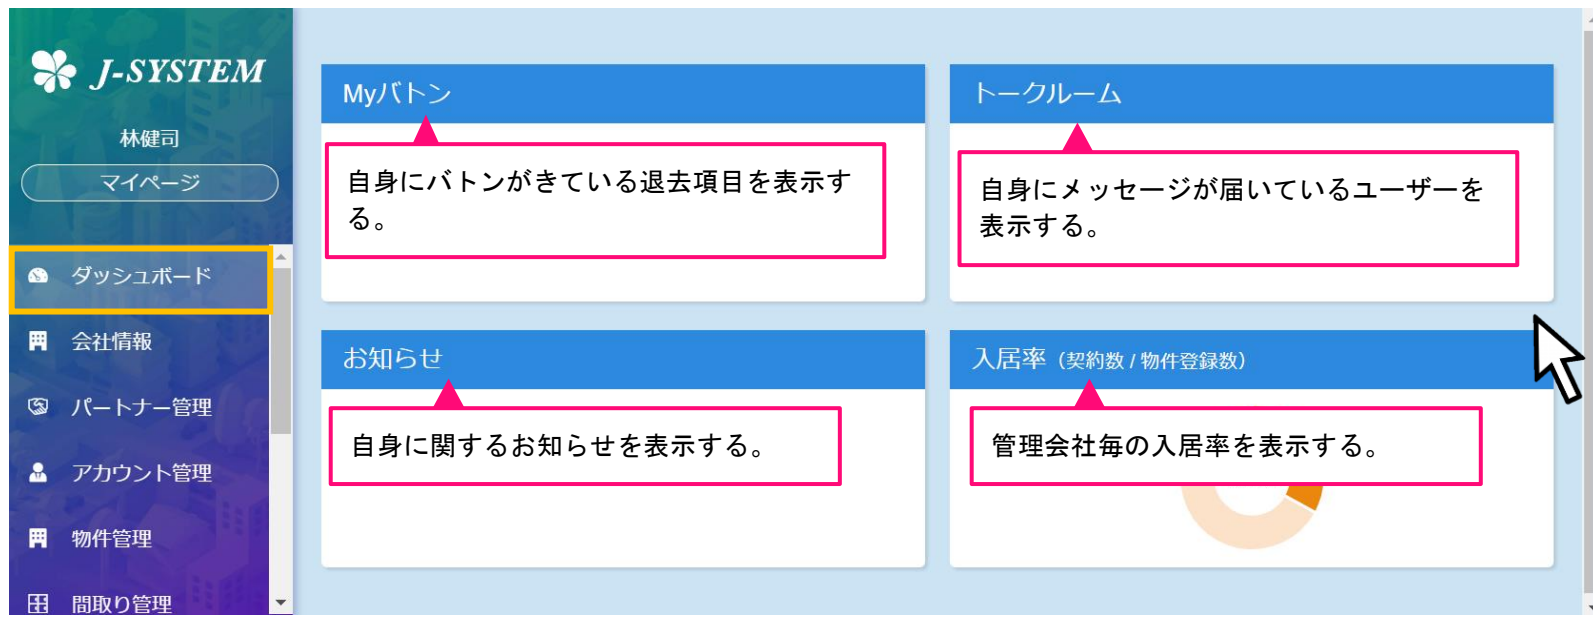 J-SYSTEM
林健司
マイページ
ダッシュボード
会社情報
パートナー管理
アカウント管理
物件管理
間取り管理
Myバトン
自身にバトンがきている退去項目を表示す
る。
トークルーム
自身にメッセージが届いているユーザーを
表示する。
お知らせ
自身に関するお知らせを表示する。
入居率（契約数 / 物件登録数）
管理会社毎の入居率を表示する。